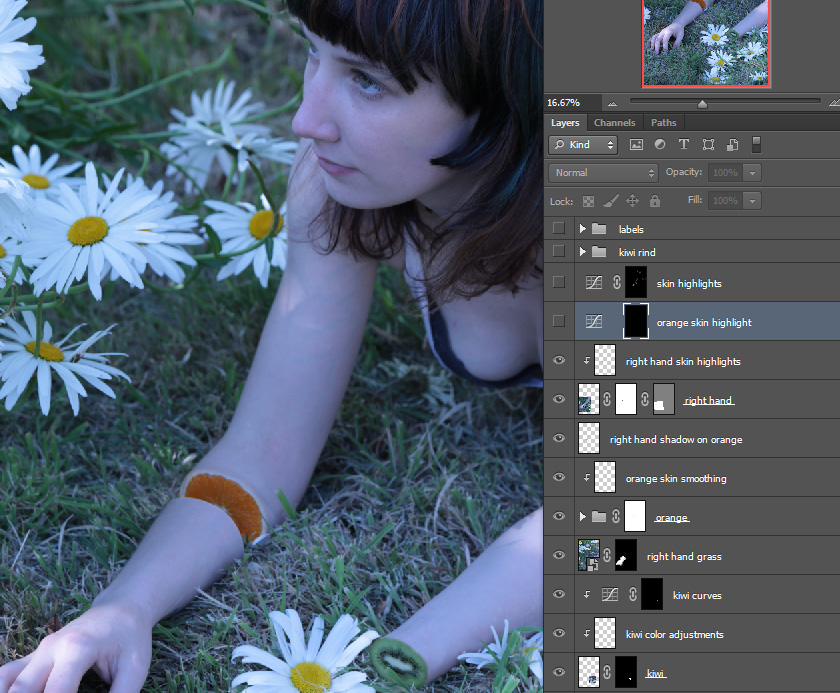 16.67%
Layers Channels Paths
Kind
Normal Opacity: 100%
Lock: Fill: 100%
labels
kiwi rind
skin highlights
orange skin highlight
right hand skin highlights
right hand
right hand shadow on orange
orange skin smoothing
orange
right hand grass
kiwi curves
kiwi color adjustments
kiwi